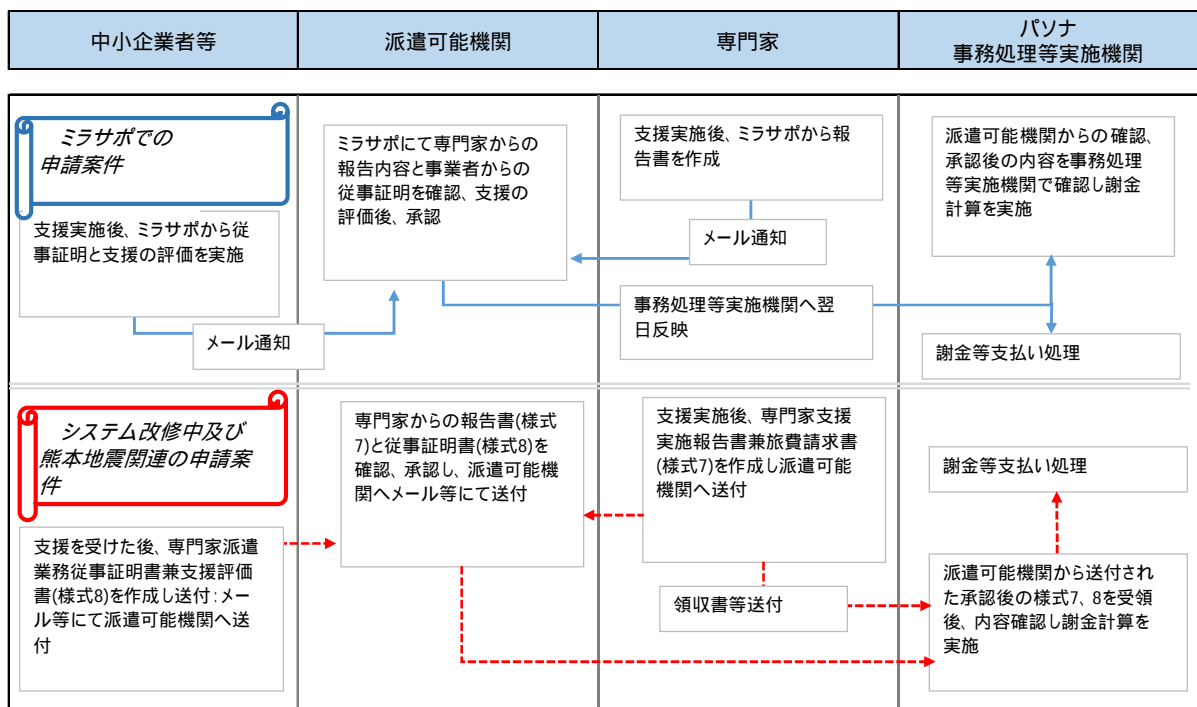 中小企業者等
派遣可能機関
専門家
パソナ
事務処理等実施機関
ミラサポでの
申請案件
支援実施後、ミラサポから従
事証明と支援の評価を実施
メール通知
ミラサポにて専門家からの
報告内容と事業者からの
従事証明を確認、支援の
評価後、承認
支援実施後、ミラサポから報
告書を作成
メール通知
事務処理等実施機関へ翌
日反映
派遣可能機関からの確認、
承認後の内容を事務処理
等実施機関で確認し謝金
計算を実施
謝金等支払い処理
システム改修中及び
熊本地震関連の申請案
件
支援を受けた後、専門家派遣
業務従事証明書兼支援評価
書(様式8)を作成し送付:メー
ル等にて派遣可能機関へ送
付
専門家からの報告書(様式
7)と従事証明書(様式8)を
確認、承認し、派遣可能機
関へメール等にて送付
支援実施後、専門家支援
実施報告書兼旅費請求書
(様式7)を作成し派遣可能
機関へ送付
領収書等送付
謝金等支払い処理
派遣可能機関から送付され
た承認後の様式7、8を受領
後、内容確認し謝金計算を
実施